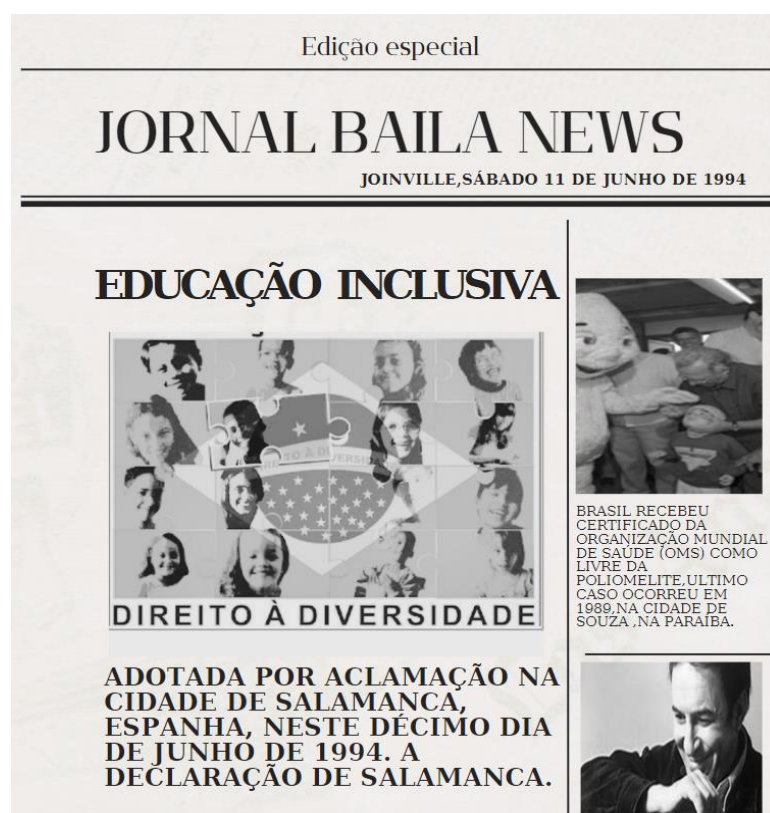 Edição especial
JORNAL BAILA NEWS
JOINVILLE,SÁBADO 11 DE JUNHO DE 1994
EDUCAÇÃO INCLUSIVA
DIREITO À DIVERSIDADE
ADOTADA POR ACLAMAÇÃO NA
CIDADE DE SALAMANCA,
ESPANHA, NESTE DÉCIMO DIA
DE JUNHO DE 1994. A
DECLARAÇÃO DE SALAMANCA.
BRASIL RECEBEU
CERTIFICADO DA
ORGANIZAÇÃO MUNDIAL
DE SAÚDE (OMS) COMO
LIVRE DA
POLIOMELITE,ULTIMO
CASO OCORREU EM
1989,NA CIDADE DE
SOUZA ,NA PARAÍBA.